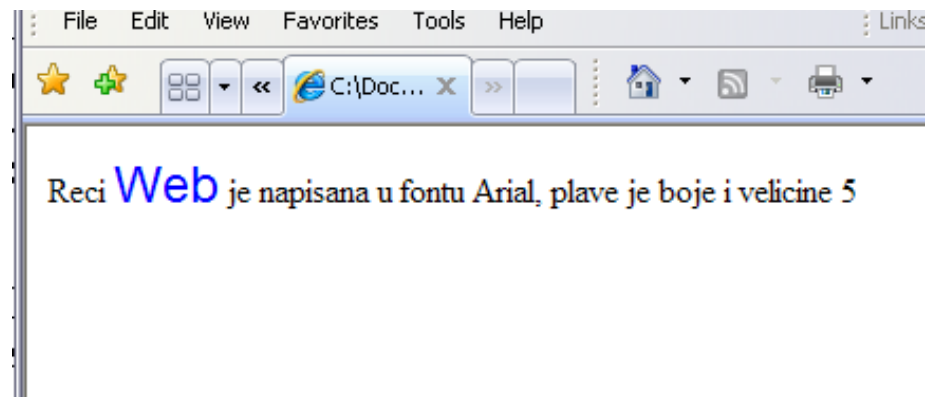 File Edit View Favorites Tools Help Links
« C:\Doc... X »
Reci Web je napisana u fontu Arial, plave je boje i velicine 5